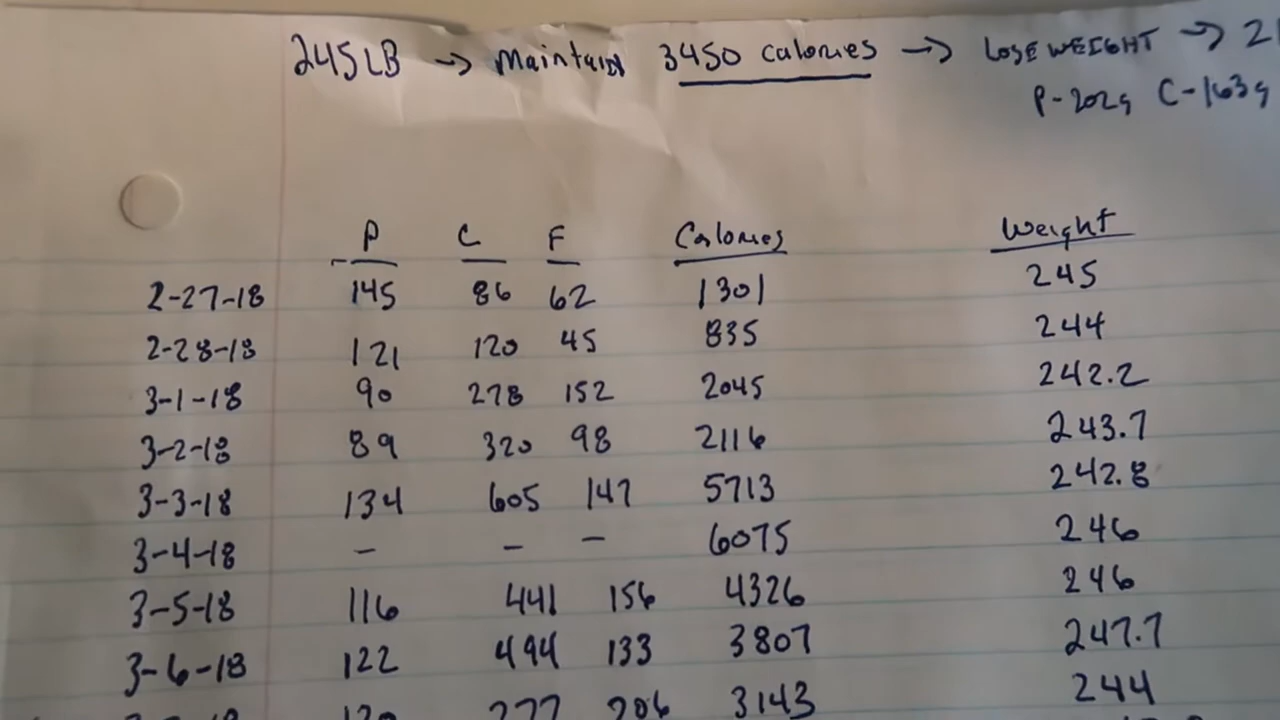 245LB -> Maintain 3450 calories -> LOSE WEIGHT ->
P-202g C-163g
P C F Calories Weight
2-27-18 145 86 62 1301 245
2-28-18 121 120 45 835 244
3-1-18 90 278 152 2045 242.2
3-2-18 89 320 98 2116 243.7
3-3-18 134 605 147 5713 242.8
3-4-18 - - - 6075 246
3-5-18 116 441 156 4326 246
3-6-18 122 494 133 3807 247.7
277 206 3143 244